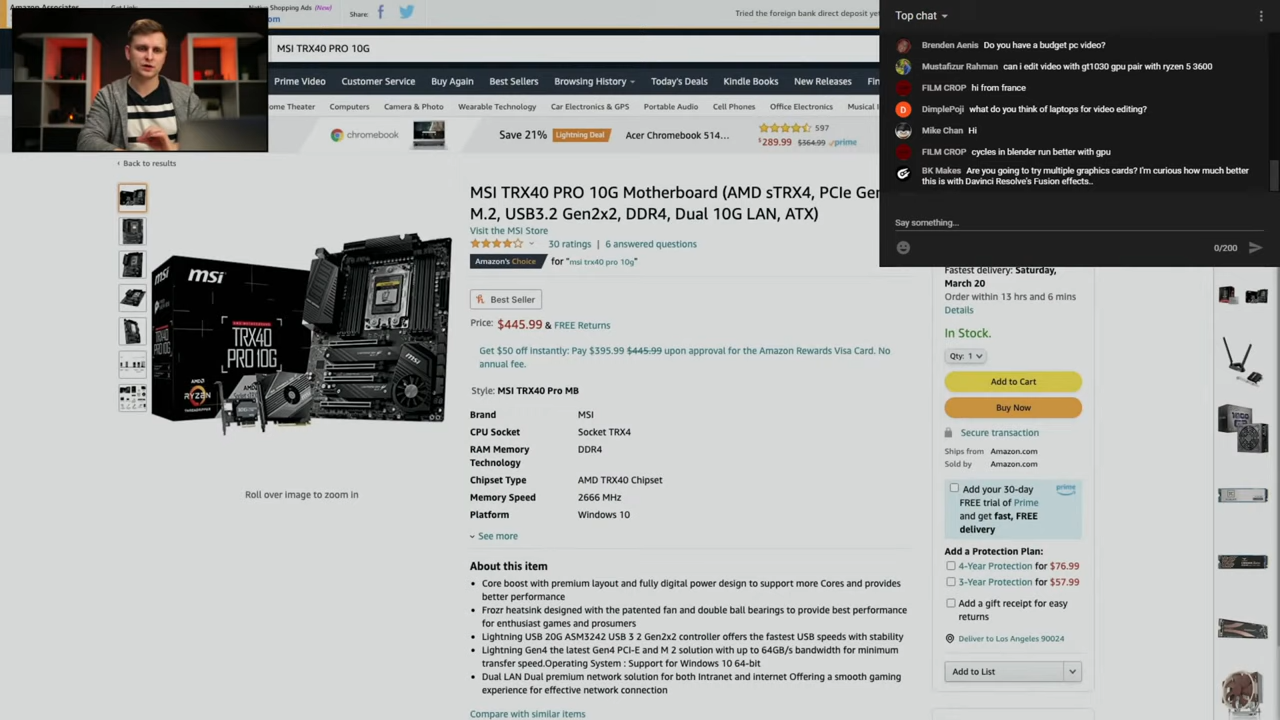 Amazon Associates
Get Link:
Native Shopping Ads (New!)
Share:
Tried the foreign bank direct deposit yet
MSI TRX40 PRO 10G
Prime Video
Customer Service
Buy Again
Best Sellers
Browsing History
Today's Deals
Kindle Books
New Releases
Home Theater
Computers
Camera & Photo
Wearable Technology
Car Electronics & GPS
Portable Audio
Cell Phones
Office Electronics
Musical
chromebook
Save 21%
Lightning Deal
Acer Chromebook 514...
597
$289.99 $364.99 prime
‹ Back to results
MSI TRX40 PRO 10G Motherboard (AMD sTRX4, PCIe Gen
M.2, USB3.2 Gen2x2, DDR4, Dual 10G LAN, ATX)
Visit the MSI Store
30 ratings | 6 answered questions
Amazon's Choice for "msi trx40 pro 10g"
Best Seller
Price: $445.99 & FREE Returns
Get $50 off instantly: Pay $395.99 $445.99 upon approval for the Amazon Rewards Visa Card. No
annual fee.
Style: MSI TRX40 Pro MB
Brand MSI
CPU Socket Socket TRX4
RAM Memory DDR4
Technology
Chipset Type AMD TRX40 Chipset
Memory Speed 2666 MHz
Platform Windows 10
See more
About this item
• Core boost with premium layout and fully digital power design to support more Cores and provides
better performance
• Frozr heatsink designed with the patented fan and double ball bearings to provide best performance
for enthusiast games and prosumers
• Lightning USB 20G ASM3242 USB 3 2 Gen2x2 controller offers the fastest USB speeds with stability
• Lightning Gen4 the latest Gen4 PCI-E and M 2 solution with up to 64GB/s bandwidth for minimum
transfer speed.Operating System : Support for Windows 10 64-bit
• Dual LAN Dual premium network solution for both Intranet and internet Offering a smooth gaming
experience for effective network connection
Compare with similar items
msi
TRX40
PRO 10G
AMD
RYZEN
Roll over image to zoom in
Top chat
Brenden Aenis Do you have a budget pc video?
Mustafizur Rahman can i edit video with gt1030 gpu pair with ryzen 5 3600
FILM CROP hi from france
DimplePoji what do you think of laptops for video editing?
Mike Chan Hi
FILM CROP cycles in blender run better with gpu
BK Makes Are you going to try multiple graphics cards? I'm curious how much better
this is with Davinci Resolve's Fusion effects..
Say something...
0/200
Fastest delivery: Saturday,
March 20
Order within 13 hrs and 6 mins
Details
In Stock.
Qty: 1
Add to Cart
Buy Now
Secure transaction
Ships from Amazon.com
Sold by Amazon.com
Add your 30-day prime
FREE trial of Prime
and get fast, FREE
delivery
Add a Protection Plan:
4-Year Protection for $76.99
3-Year Protection for $57.99
Add a gift receipt for easy
returns
Deliver to Los Angeles 90024
Add to List